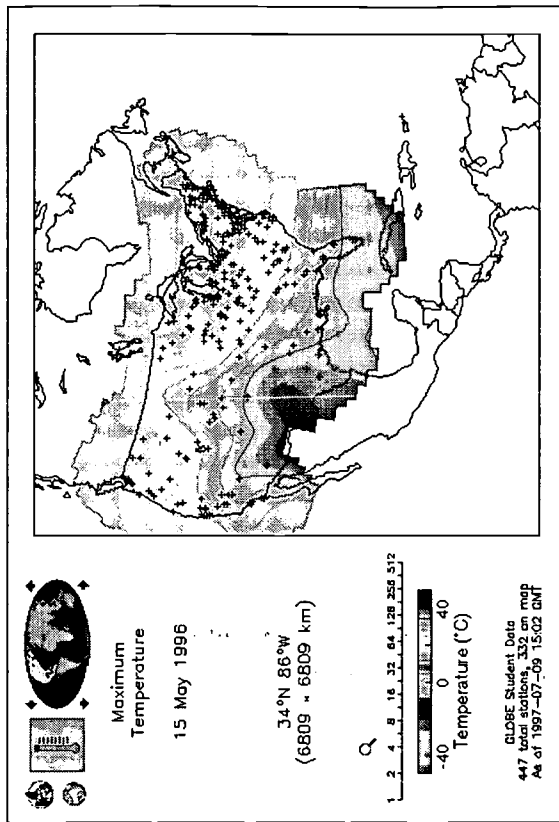 Maximum
Temperature
15 May 1996
34°N 86°W
(6809 × 6809 km)
1 2 4 8 16 32 64 128 256 512
-40 0 40
Temperature (°C)
GLOBE Student Data
447 total stations, 332 on map
As of 1997-07-09 15:02 GMT